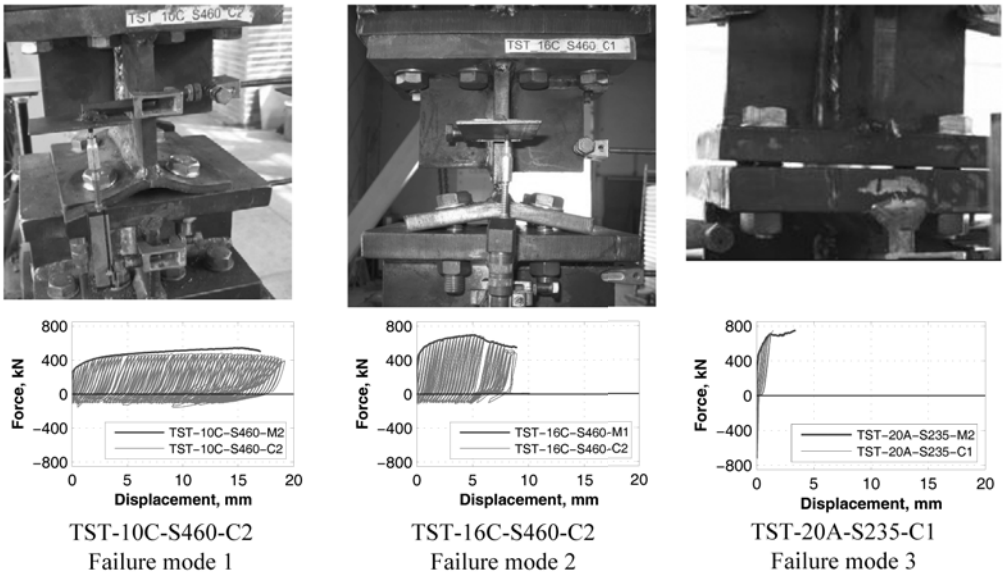 TST_10C_S460_C2
TST_16C_S460_C1
800
400
0
−400
−800
Force, kN
TST-10C-S460-M2
TST-10C-S460-C2
0 5 10 15 20
Displacement, mm
800
400
0
−400
−800
Force, kN
TST-16C-S460-M1
TST-16C-S460-C2
0 5 10 15 20
Displacement, mm
800
400
0
−400
−800
Force, kN
TST-20A-S235-M2
TST-20A-S235-C1
0 5 10 15 20
Displacement, mm
TST-10C-S460-C2
Failure mode 1
TST-16C-S460-C2
Failure mode 2
TST-20A-S235-C1
Failure mode 3